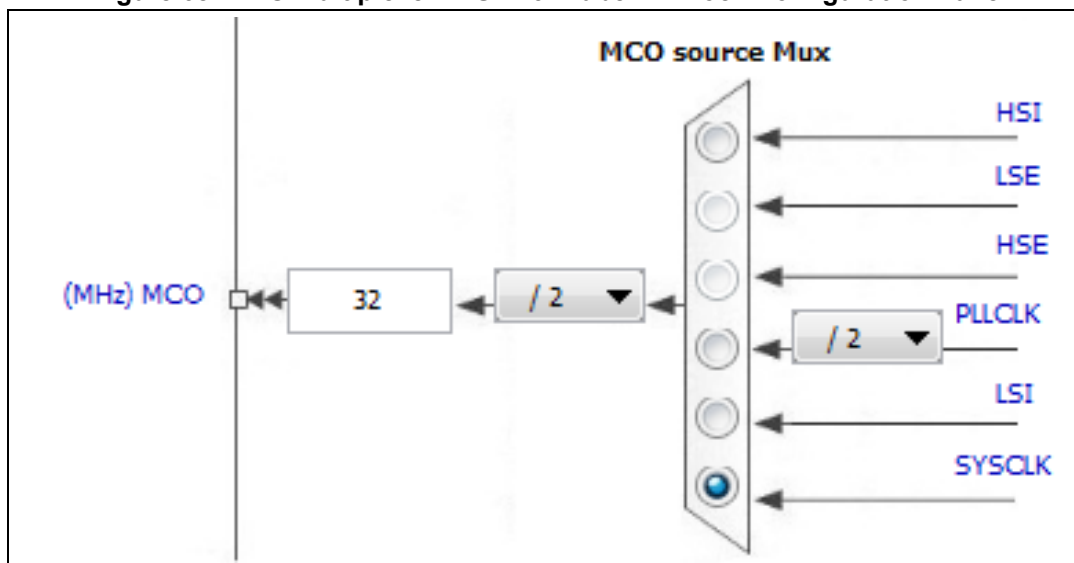 MCO source Mux
HSI
LSE
HSE
(MHz) MCO
32
/ 2
PLLCLK
/ 2
LSI
SYSCLK